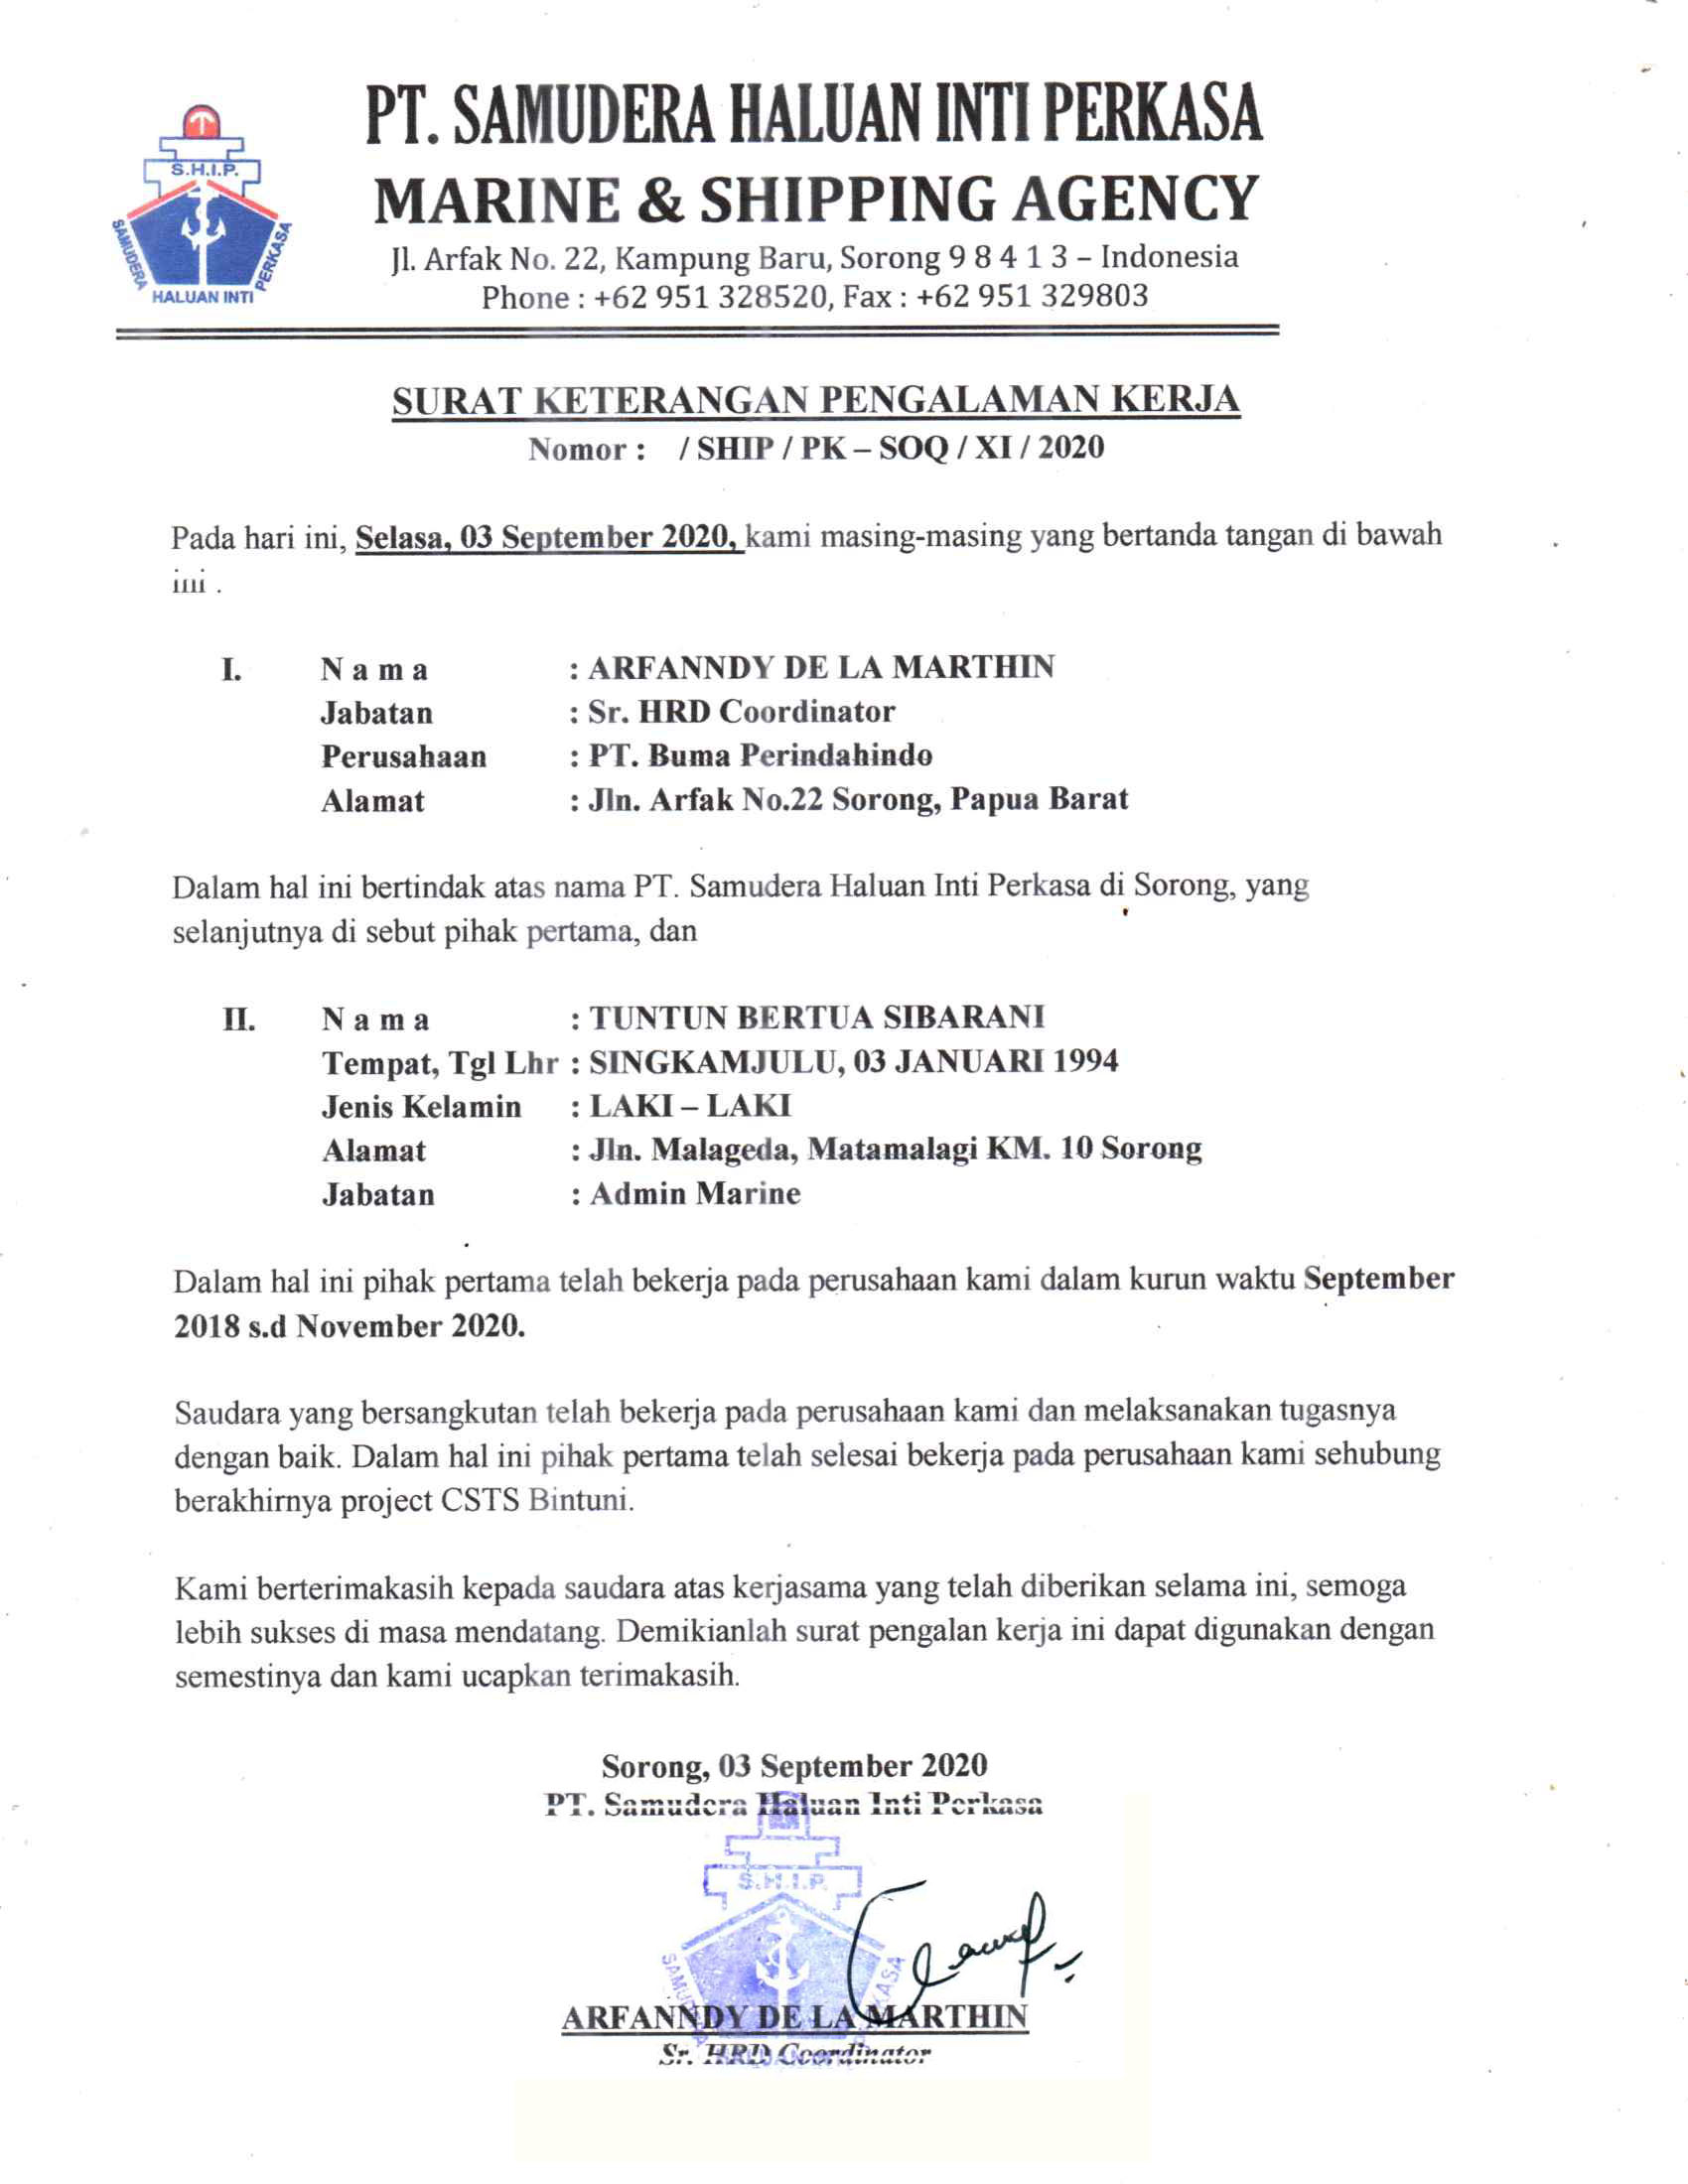 PT. SAMUDERA HALUAN INTI PERKASA
MARINE & SHIPPING AGENCY
Jl. Arfak No. 22, Kampung Baru, Sorong 9 8 4 1 3 – Indonesia
Phone : +62 951 328520, Fax : +62 951 329803
S.H.I.P.
SAMUDERA
HALUAN INTI
PERKASA
SURAT KETERANGAN PENGALAMAN KERJA
Nomor : / SHIP / PK – SOQ / XI / 2020
Pada hari ini, Selasa, 03 September 2020, kami masing-masing yang bertanda tangan di bawah
ini .
I. N a m a : ARFANNDY DE LA MARTHIN
Jabatan : Sr. HRD Coordinator
Perusahaan : PT. Buma Perindahindo
Alamat : Jln. Arfak No.22 Sorong, Papua Barat
Dalam hal ini bertindak atas nama PT. Samudera Haluan Inti Perkasa di Sorong, yang
selanjutnya di sebut pihak pertama, dan
II. N a m a : TUNTUN BERTUA SIBARANI
Tempat, Tgl Lhr : SINGKAMJULU, 03 JANUARI 1994
Jenis Kelamin : LAKI – LAKI
Alamat : Jln. Malageda, Matamalagi KM. 10 Sorong
Jabatan : Admin Marine
Dalam hal ini pihak pertama telah bekerja pada perusahaan kami dalam kurun waktu September
2018 s.d November 2020.
Saudara yang bersangkutan telah bekerja pada perusahaan kami dan melaksanakan tugasnya
dengan baik. Dalam hal ini pihak pertama telah selesai bekerja pada perusahaan kami sehubung
berakhirnya project CSTS Bintuni.
Kami berterimakasih kepada saudara atas kerjasama yang telah diberikan selama ini, semoga
lebih sukses di masa mendatang. Demikianlah surat pengalan kerja ini dapat digunakan dengan
semestinya dan kami ucapkan terimakasih.
Sorong, 03 September 2020
PT. Samudera Haluan Inti Perkasa
S.H.I.P.
ARFANNDY DE LA MARTHIN
Sr. HRD Coordinator